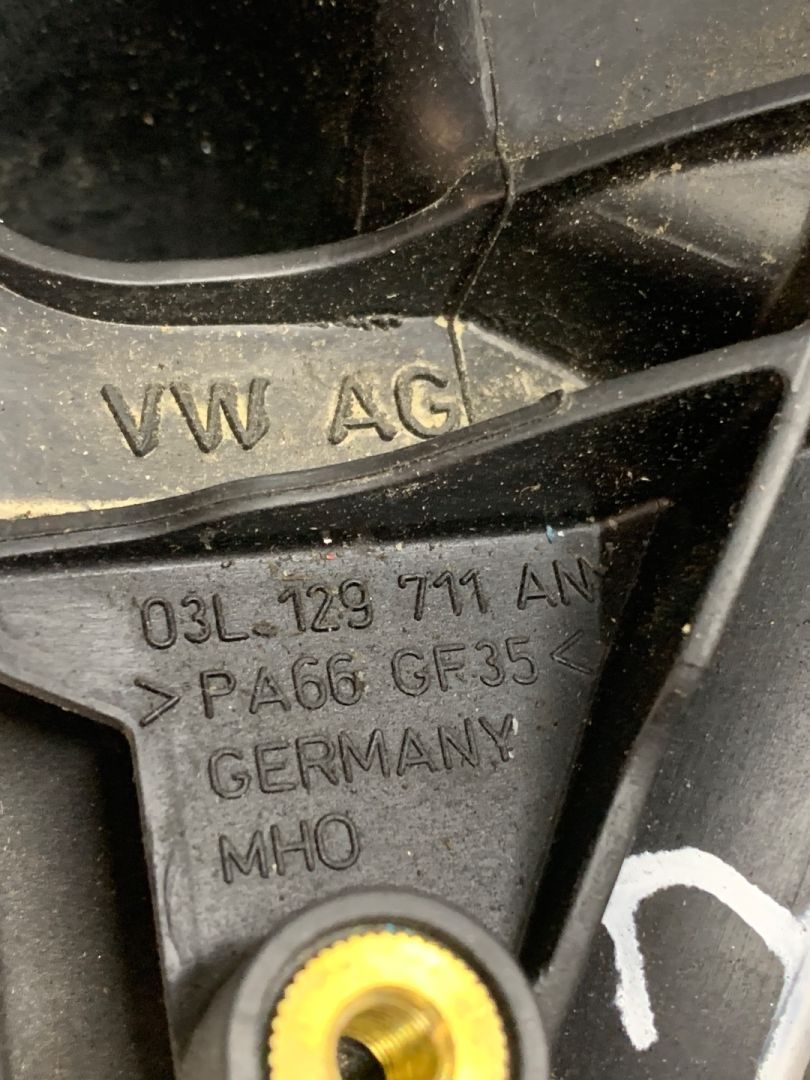 VW AG
03L 129 711 AN
>PA66 GF35<
GERMANY
MHO